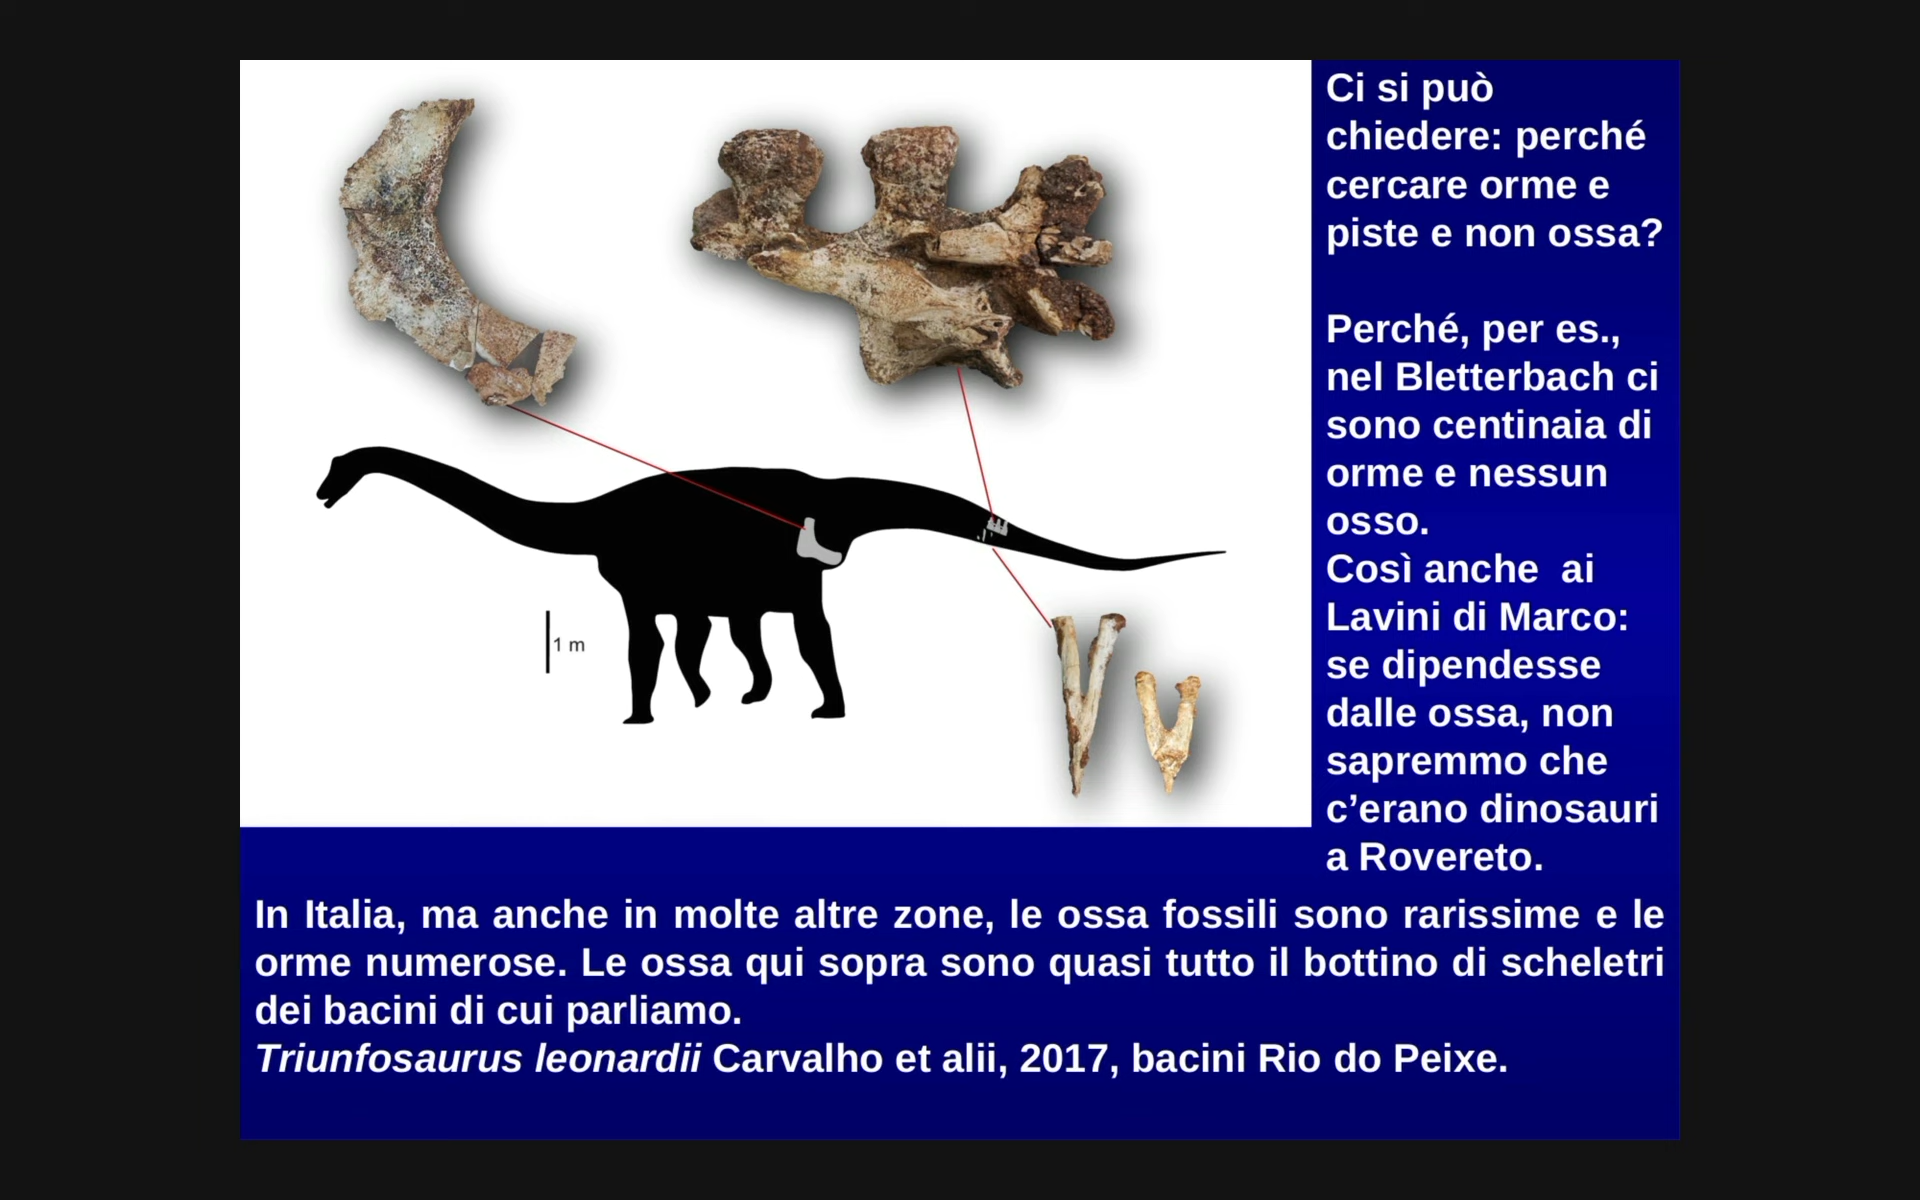 Ci si può
chiedere: perché
cercare orme e
piste e non ossa?
Perché, per es.,
nel Bletterbach ci
sono centinaia di
orme e nessun
osso.
Così anche  ai
Lavini di Marco:
se dipendesse
dalle ossa, non
sapremmo che
c’erano dinosauri
a Rovereto.
1 m
In Italia, ma anche in molte altre zone, le ossa fossili sono rarissime e le
orme numerose. Le ossa qui sopra sono quasi tutto il bottino di scheletri
dei bacini di cui parliamo.
Triunfosaurus leonardii Carvalho et alii, 2017, bacini Rio do Peixe.